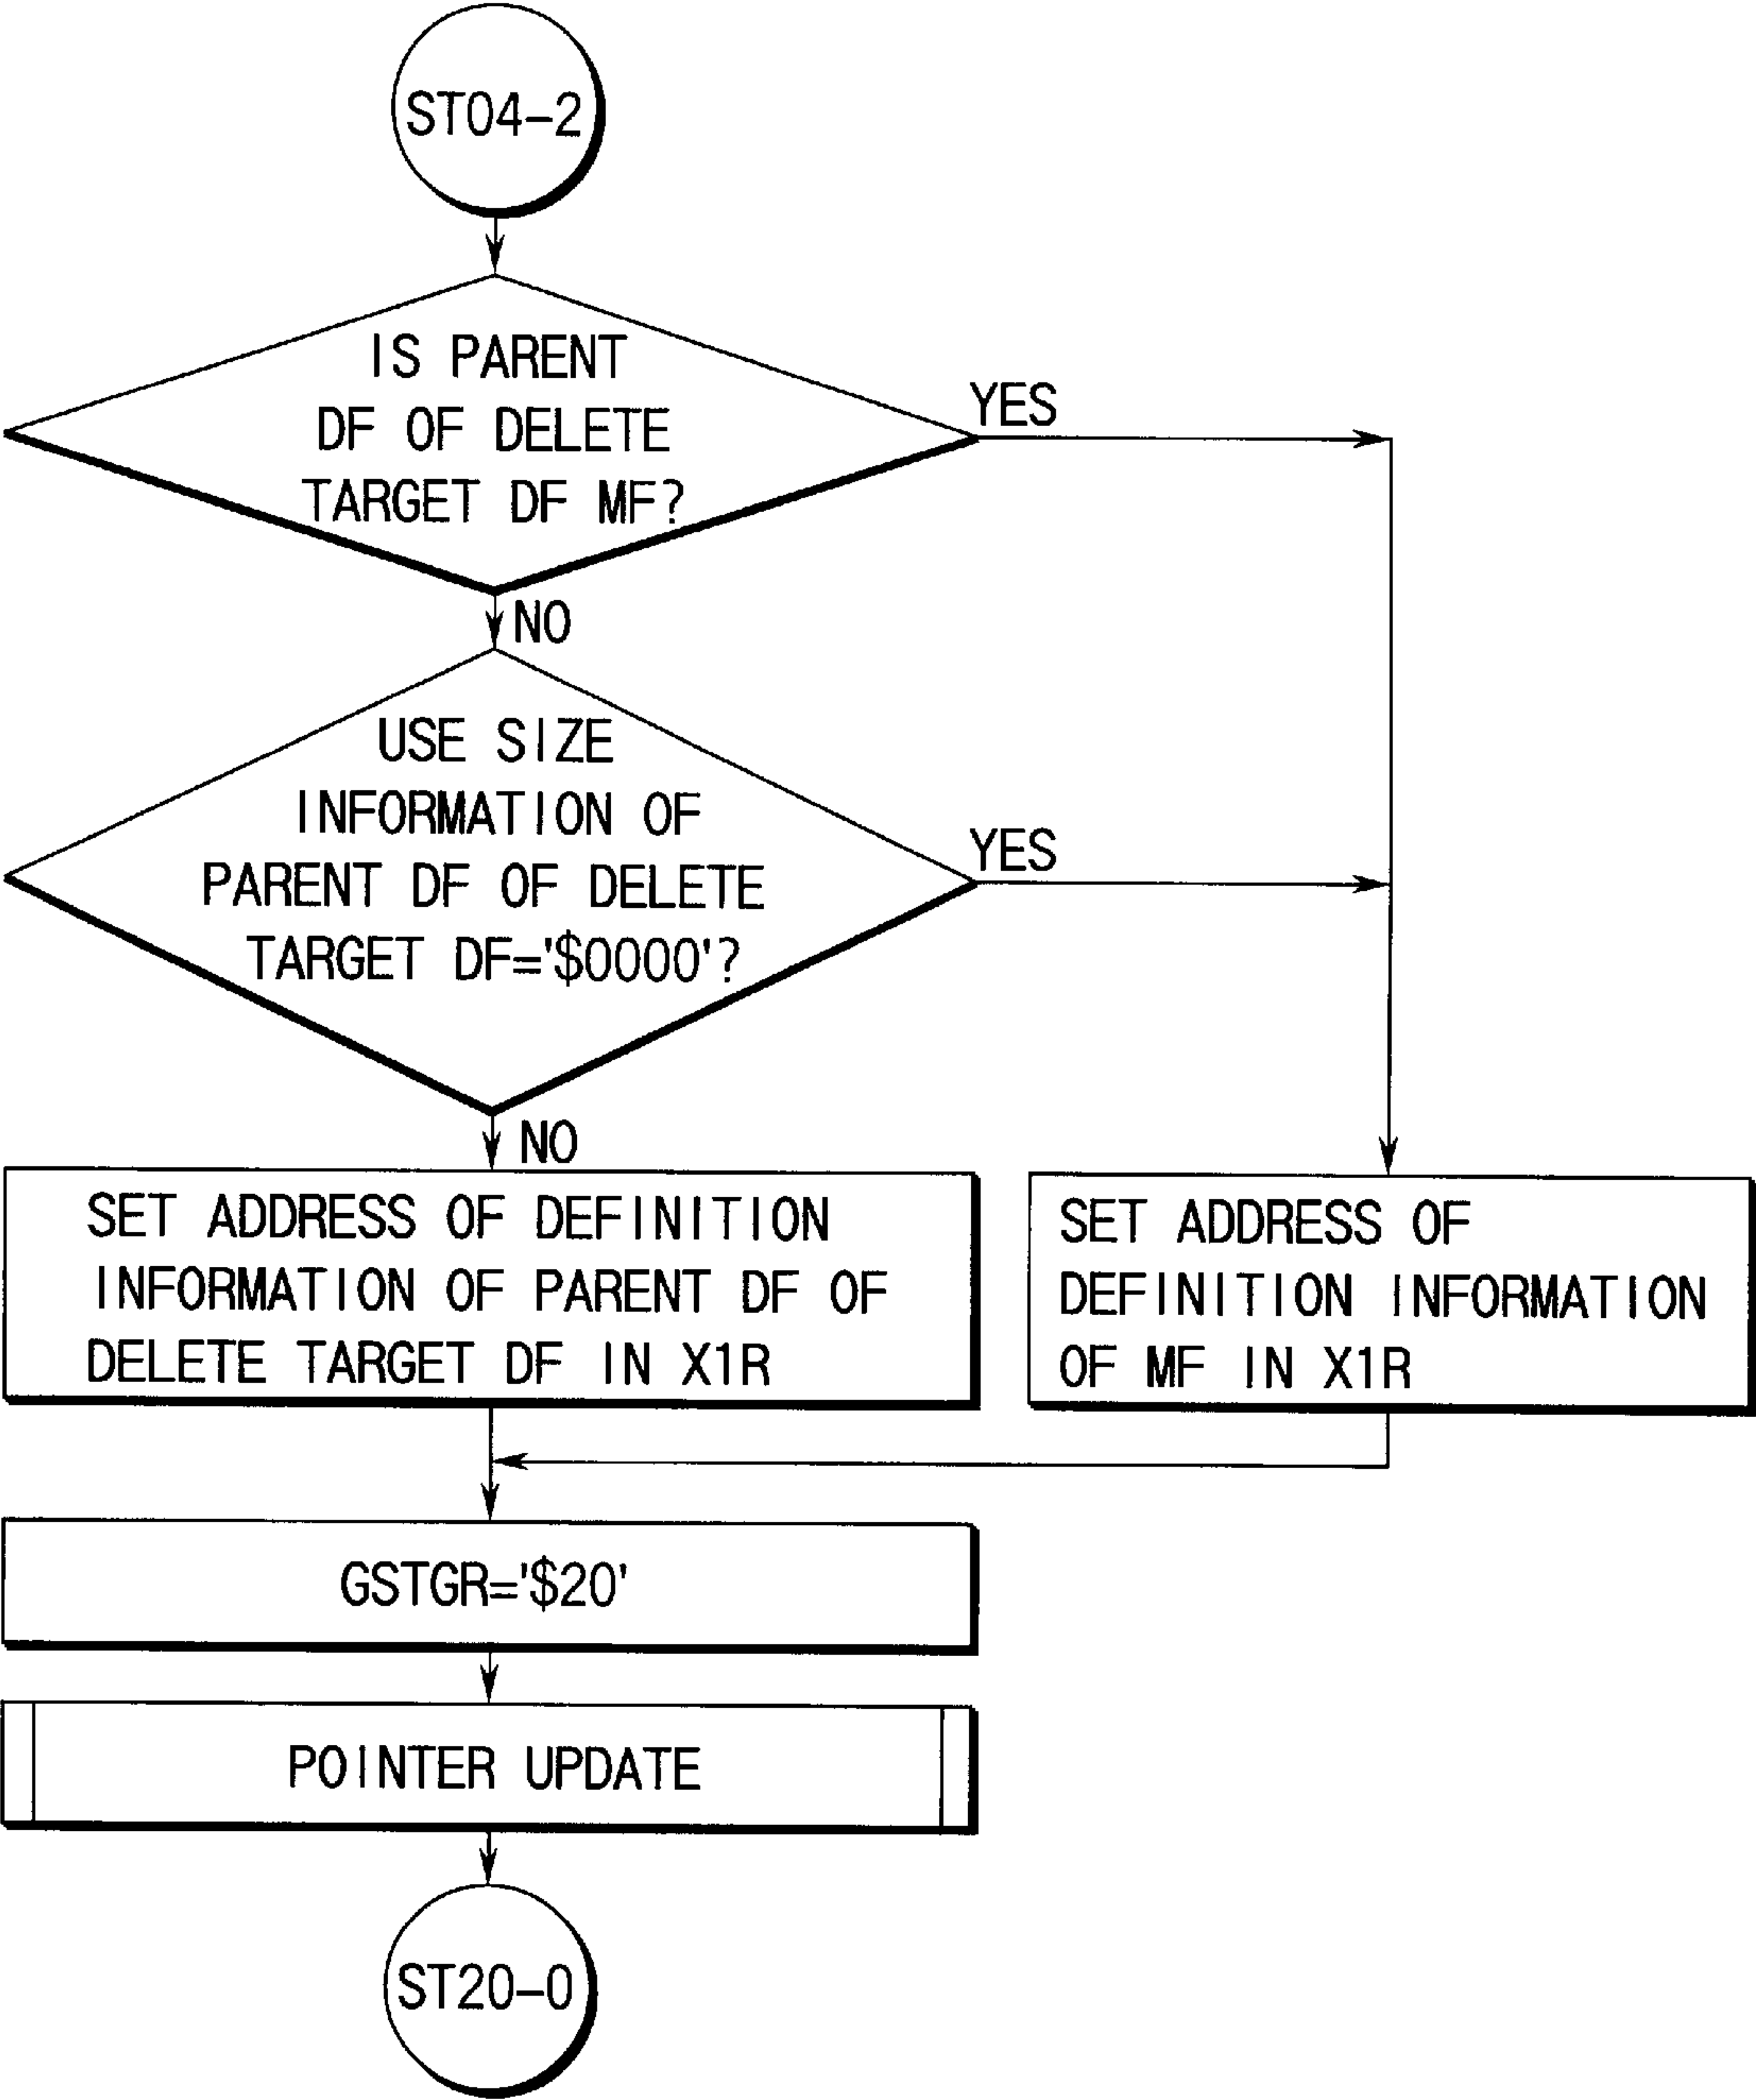 ST04-2
IS PARENT
DF OF DELETE
TARGET DF MF?
YES
NO
USE SIZE
INFORMATION OF
PARENT DF OF DELETE
TARGET DF='$0000'?
YES
NO
SET ADDRESS OF DEFINITION
INFORMATION OF PARENT DF OF
DELETE TARGET DF IN X1R
SET ADDRESS OF
DEFINITION INFORMATION
OF MF IN X1R
GSTGR='$20'
POINTER UPDATE
ST20-0